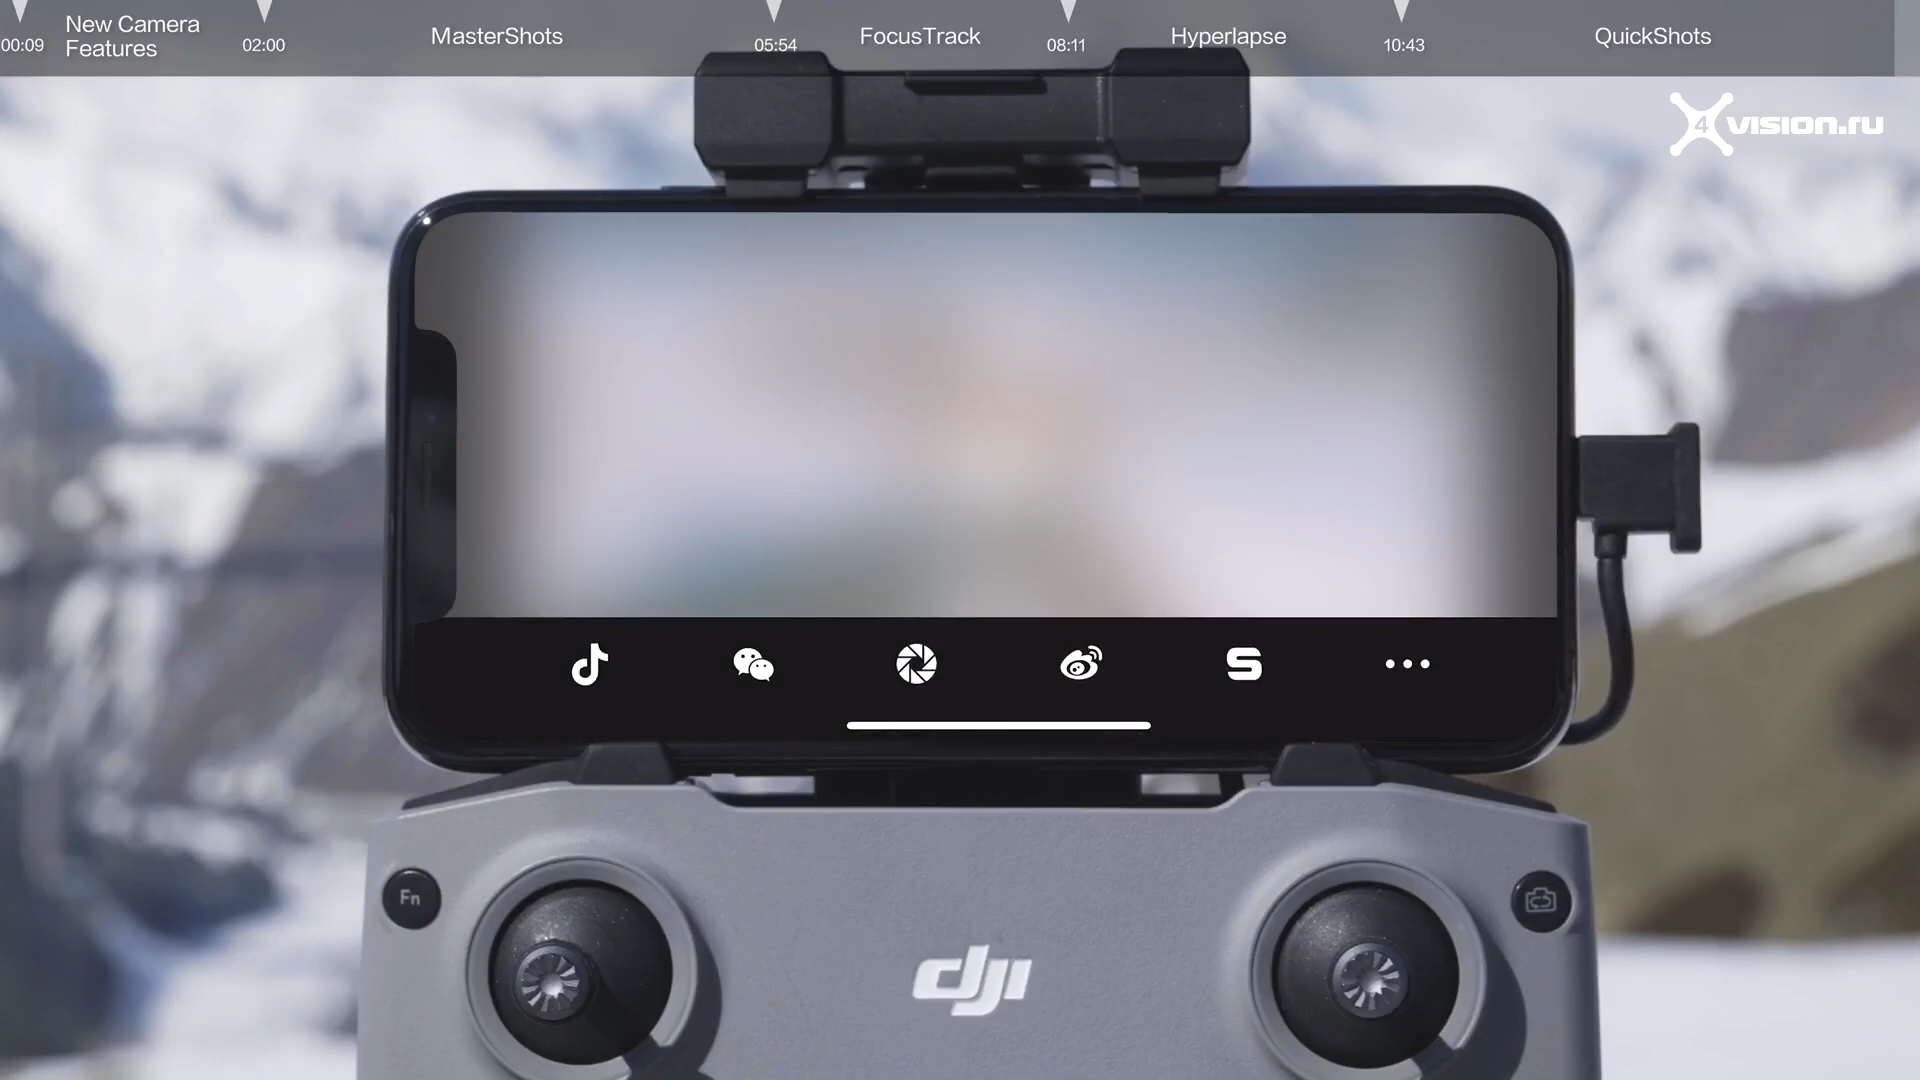 New Camera
Features
MasterShots
FocusTrack
Hyperlapse
QuickShots
00:09
02:00
05:54
08:11
10:43
4vision.ru
Fn
dji